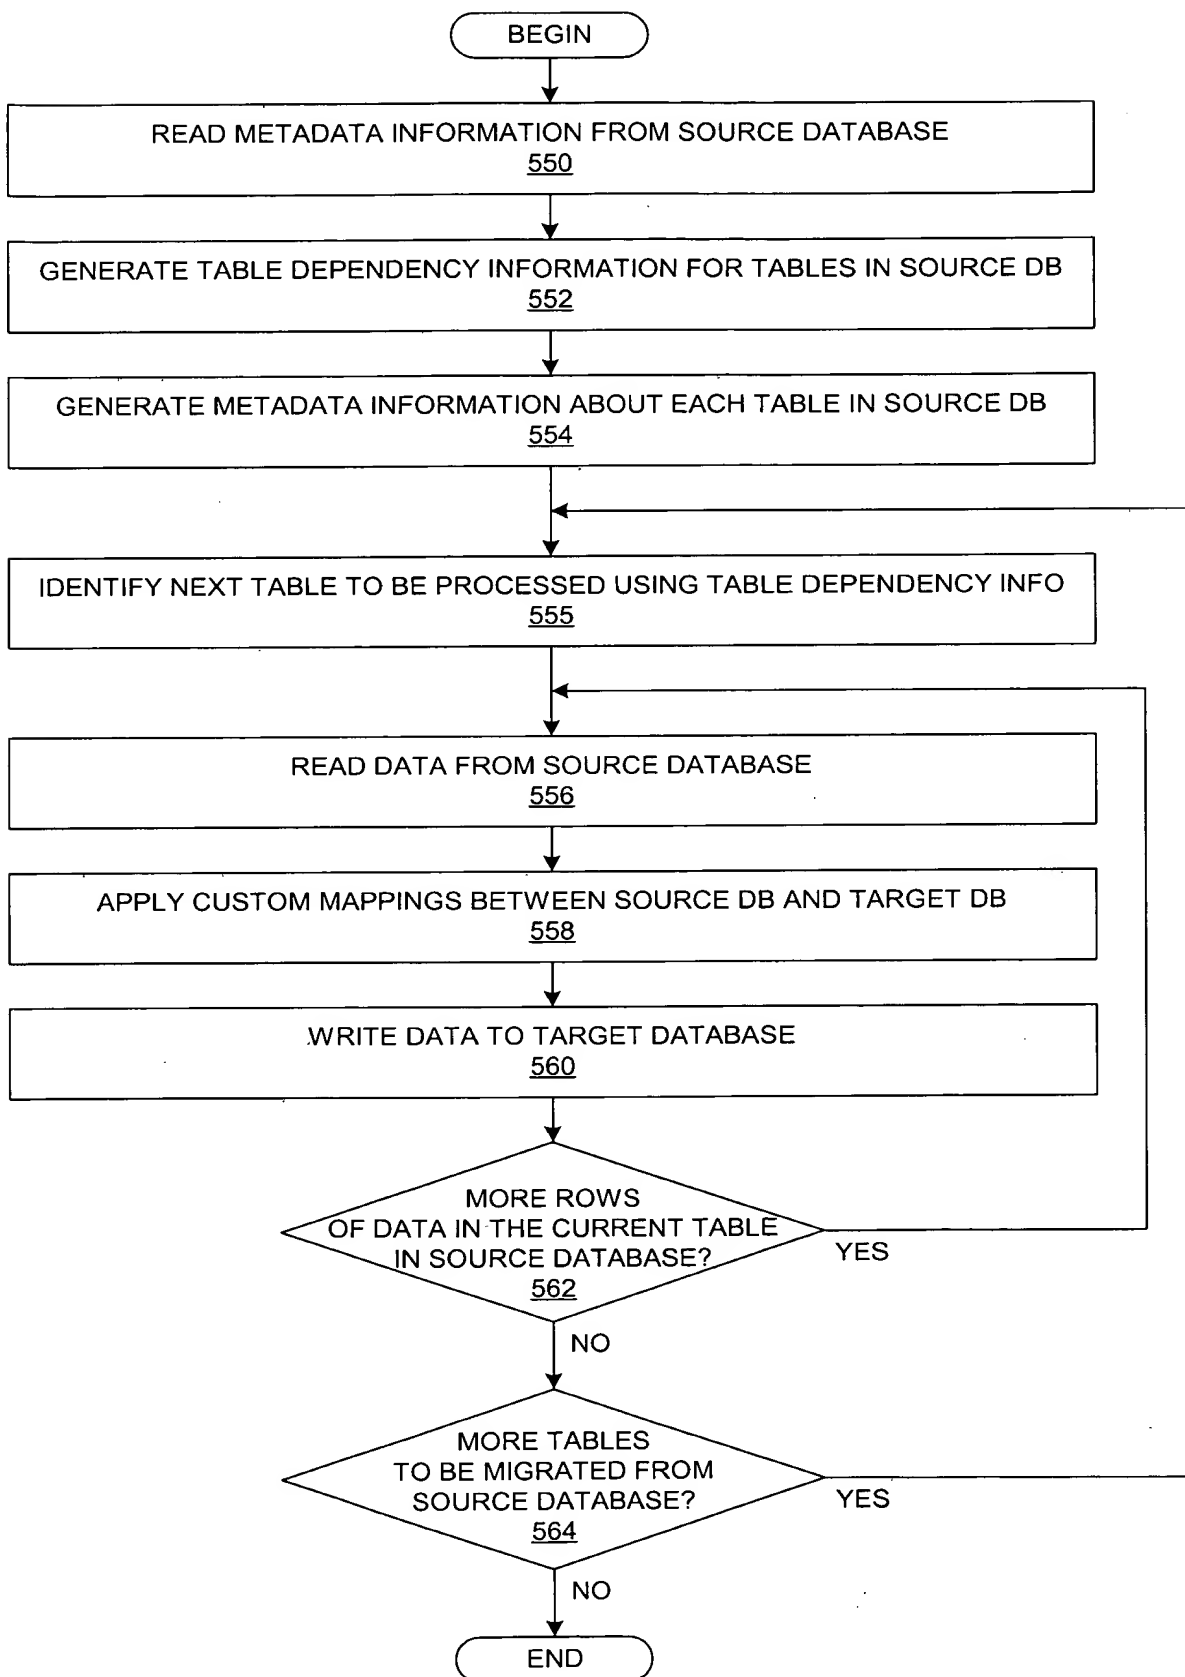 BEGIN
READ METADATA INFORMATION FROM SOURCE DATABASE
550
GENERATE TABLE DEPENDENCY INFORMATION FOR TABLES IN SOURCE DB
552
GENERATE METADATA INFORMATION ABOUT EACH TABLE IN SOURCE DB
554
IDENTIFY NEXT TABLE TO BE PROCESSED USING TABLE DEPENDENCY INFO
555
READ DATA FROM SOURCE DATABASE
556
APPLY CUSTOM MAPPINGS BETWEEN SOURCE DB AND TARGET DB
558
WRITE DATA TO TARGET DATABASE
560
MORE ROWS
OF DATA IN THE CURRENT TABLE
IN SOURCE DATABASE?
562
YES
NO
MORE TABLES
TO BE MIGRATED FROM
SOURCE DATABASE?
564
YES
NO
END